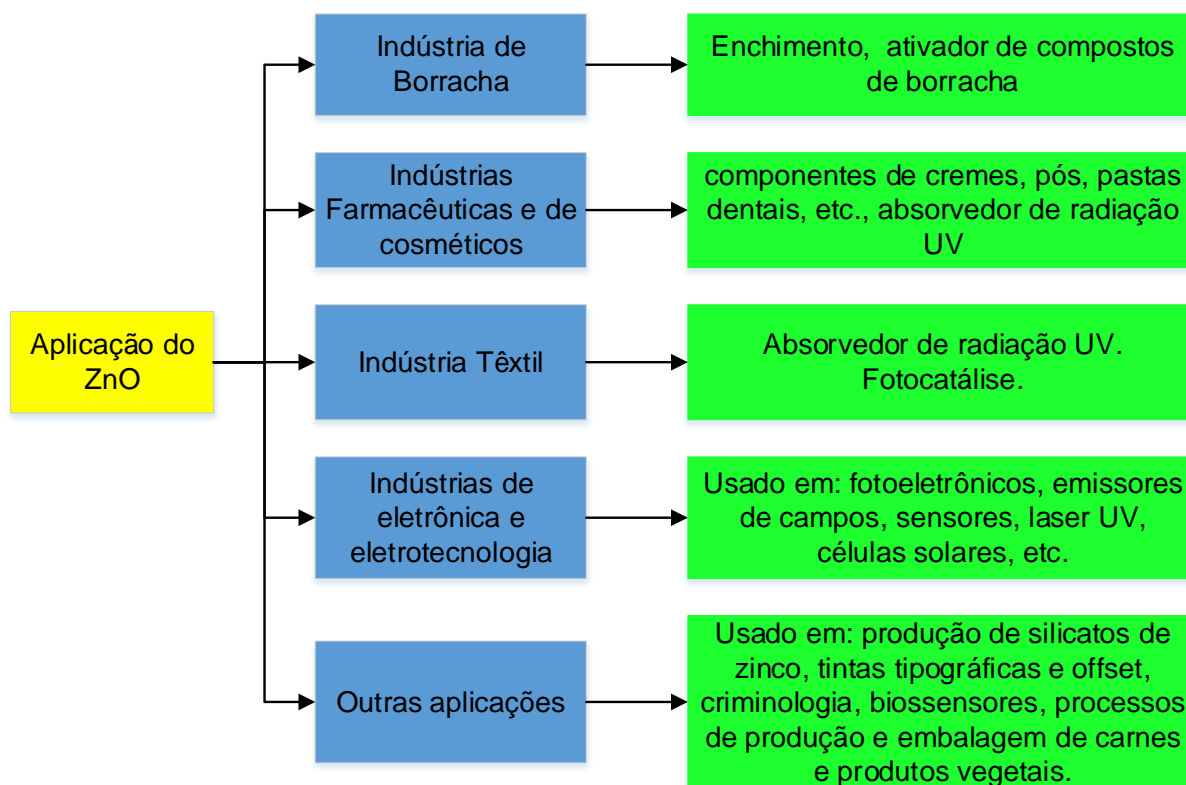 Aplicação do
ZnO
Indústria de
Borracha
Enchimento, ativador de compostos
de borracha
Indústrias
Farmacêuticas e de
cosméticos
componentes de cremes, pós, pastas
dentais, etc., absorvedor de radiação
UV
Indústria Têxtil
Absorvedor de radiação UV.
Fotocatálise.
Indústrias de
eletrônica e
eletrotecnologia
Usado em: fotoeletrônicos, emissores
de campos, sensores, laser UV,
células solares, etc.
Outras aplicações
Usado em: produção de silicatos de
zinco, tintas tipográficas e offset,
criminologia, biossensores, processos
de produção e embalagem de carnes
e produtos vegetais.